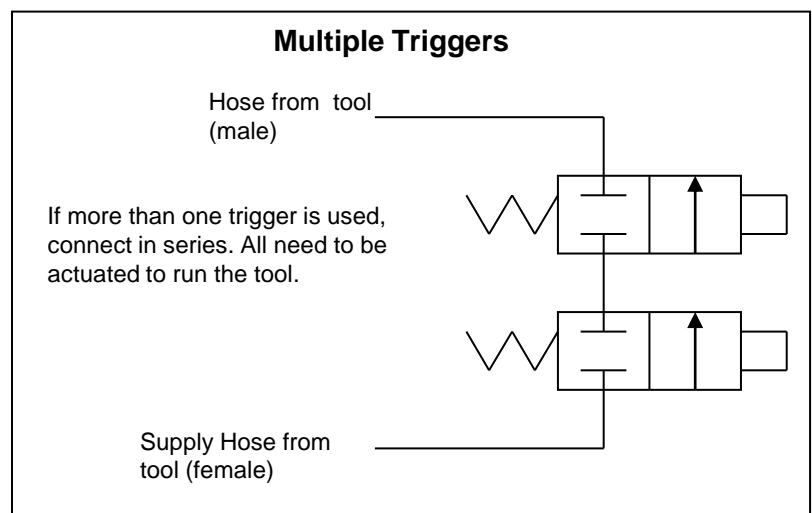 Multiple Triggers
Hose from  tool
(male)
If more than one trigger is used,
connect in series. All need to be
actuated to run the tool.
Supply Hose from
tool (female)